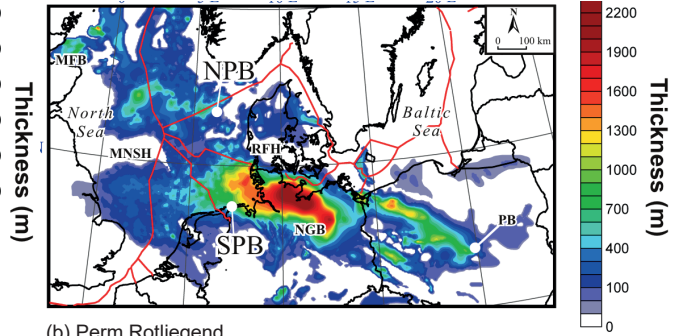 N
0 100 km
MFB
NPB
North
Sea
Baltic
Sea
MNSH
RFH
PB
NGB
SPB
Thickness (m)
2200
1900
1600
1300
1000
700
400
100
0
Thickness (m)
(b) Perm Rotliegend